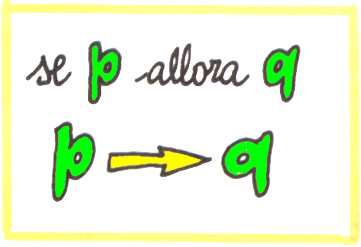 se p allora q
p → q